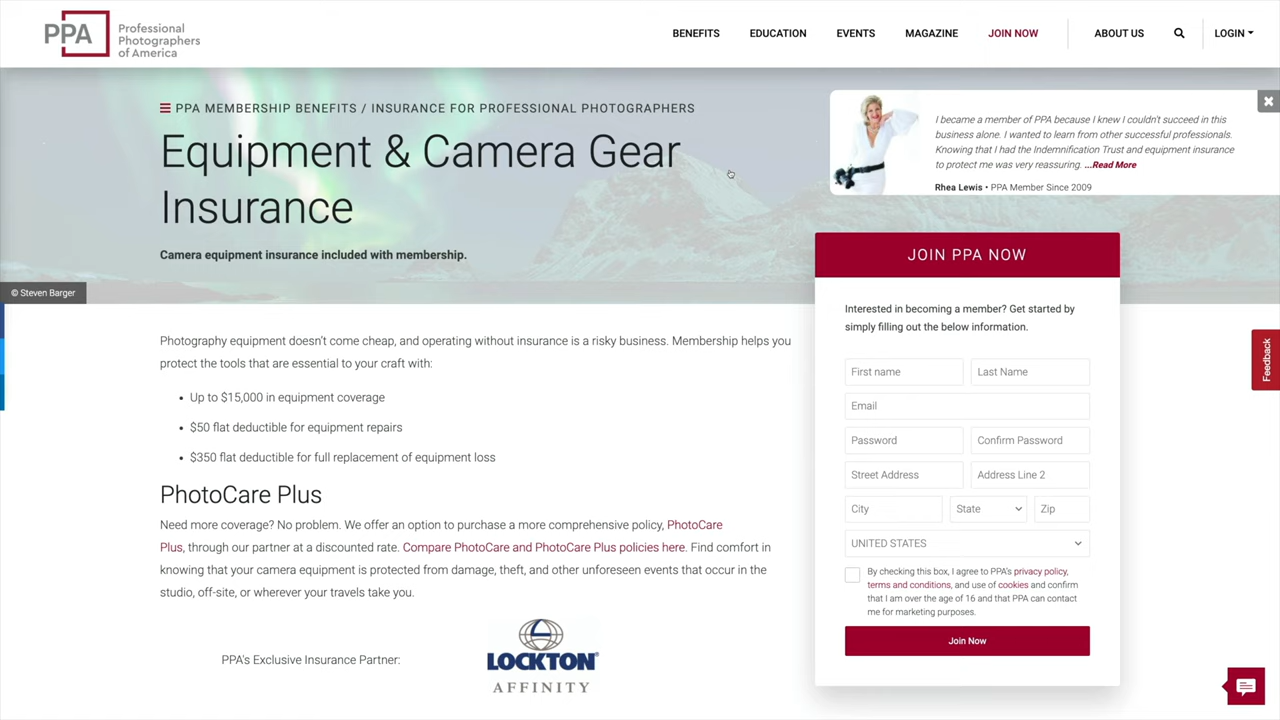 PPA Professional
Photographers
of America
BENEFITS EDUCATION EVENTS MAGAZINE JOIN NOW ABOUT US LOGIN
PPA MEMBERSHIP BENEFITS / INSURANCE FOR PROFESSIONAL PHOTOGRAPHERS
Equipment & Camera Gear
Insurance
Camera equipment insurance included with membership.
© Steven Barger
I became a member of PPA because I knew I couldn't succeed in this
business alone. I wanted to learn from other successful professionals.
Knowing that I had the Indemnification Trust and equipment insurance
to protect me was very reassuring. ...Read More
Rhea Lewis • PPA Member Since 2009
Photography equipment doesn't come cheap, and operating without insurance is a risky business. Membership helps you
protect the tools that are essential to your craft with:
• Up to $15,000 in equipment coverage
• $50 flat deductible for equipment repairs
• $350 flat deductible for full replacement of equipment loss
PhotoCare Plus
Need more coverage? No problem. We offer an option to purchase a more comprehensive policy, PhotoCare
Plus, through our partner at a discounted rate. Compare PhotoCare and PhotoCare Plus policies here. Find comfort in
knowing that your camera equipment is protected from damage, theft, and other unforeseen events that occur in the
studio, off-site, or wherever your travels take you.
PPA's Exclusive Insurance Partner:
LOCKTON®
AFFINITY
JOIN PPA NOW
Interested in becoming a member? Get started by
simply filling out the below information.
First name Last Name
Email
Password Confirm Password
Street Address Address Line 2
City State Zip
UNITED STATES
By checking this box, I agree to PPA's privacy policy,
terms and conditions, and use of cookies and confirm
that I am over the age of 16 and that PPA can contact
me for marketing purposes.
Join Now
Feedback